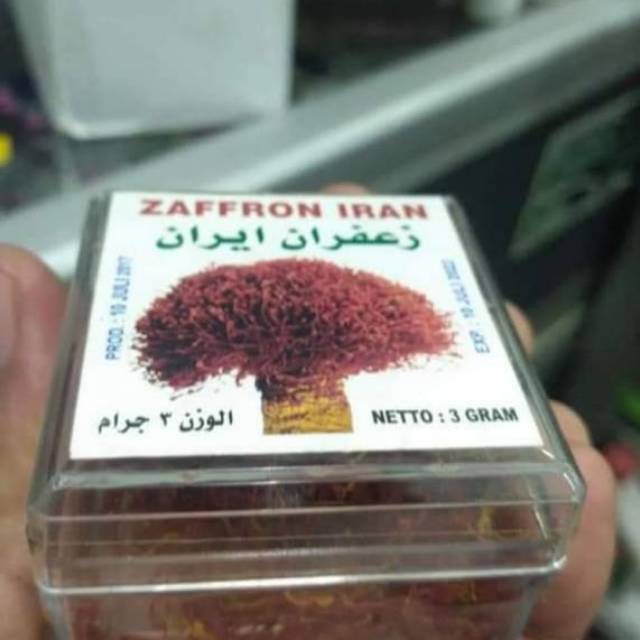 ZAFFRON IRAN
زعفران ايران
PROD : 10 JULI 2017
EXP : 10 JULI 2022
الوزن ٣ جرام
NETTO : 3 GRAM